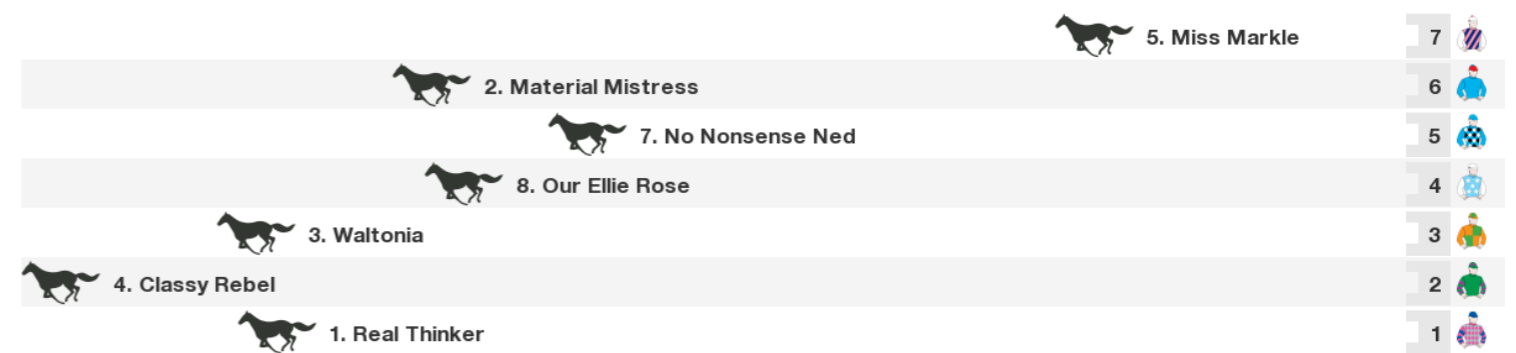 5. Miss Markle 7
2. Material Mistress 6
7. No Nonsense Ned 5
8. Our Ellie Rose 4
3. Waltonia 3
4. Classy Rebel 2
1. Real Thinker 1